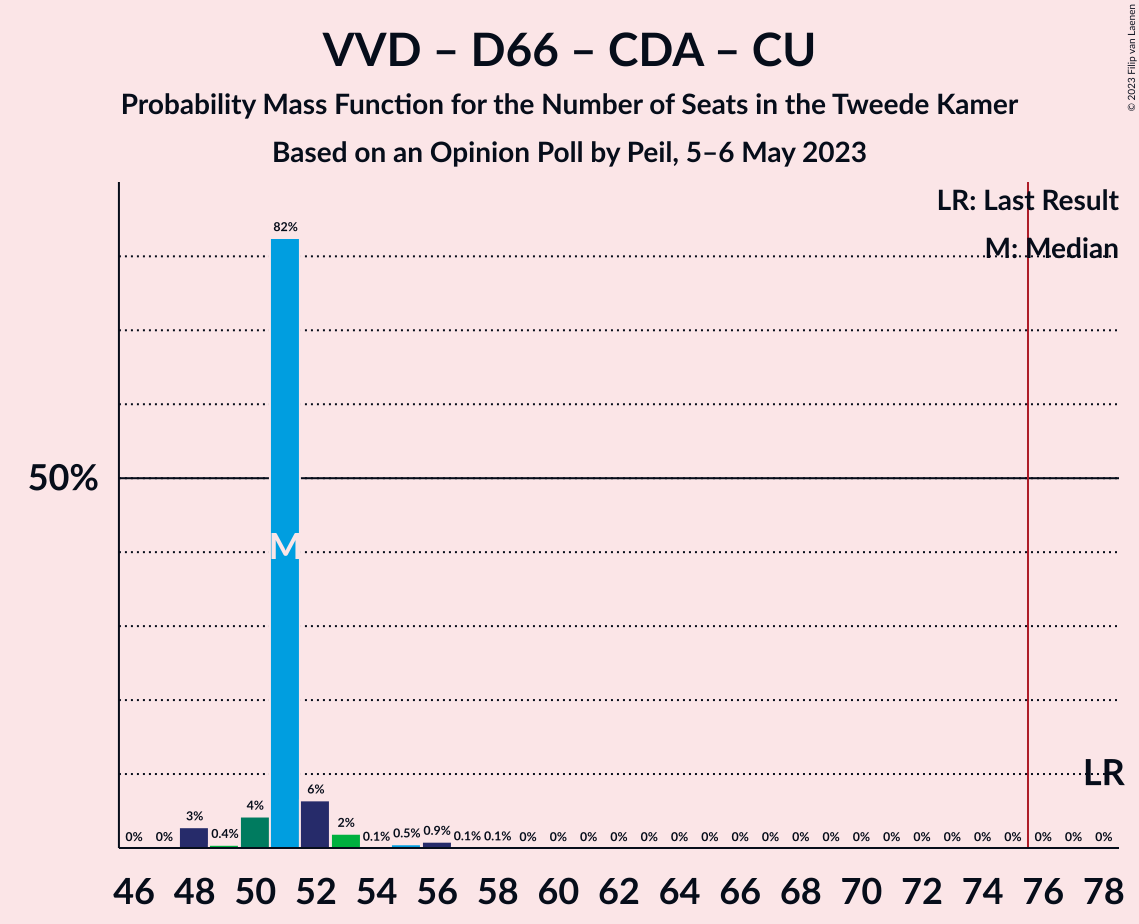 VVD – D66 – CDA – CU
Probability Mass Function for the Number of Seats in the Tweede Kamer
Based on an Opinion Poll by Peil, 5–6 May 2023
© 2023 Filip van Laenen
LR: Last Result
M: Median
82%
50%
M
LR
0% 0% 3% 0.4% 4% 6% 2% 0.1% 0.5% 0.9% 0.1% 0.1% 0% 0% 0% 0% 0% 0% 0% 0% 0% 0% 0% 0% 0% 0% 0% 0% 0% 0% 0% 0%
46 48 50 52 54 56 58 60 62 64 66 68 70 72 74 76 78